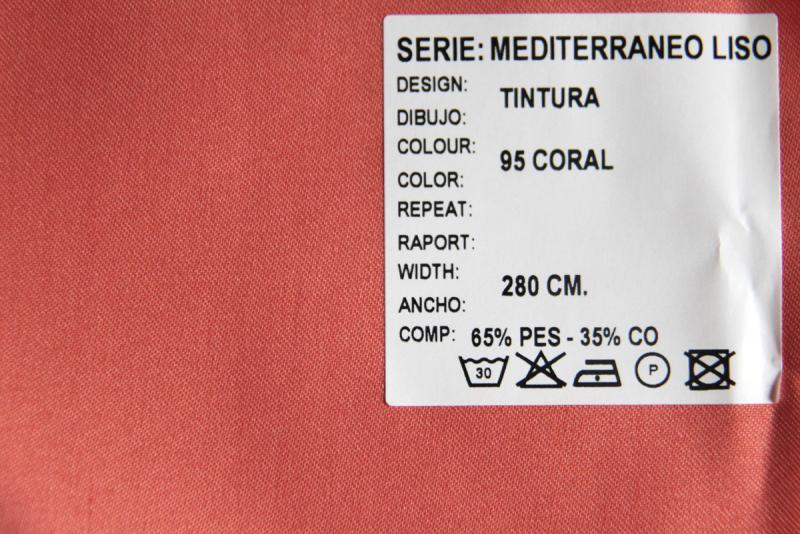 SERIE: MEDITERRANEO LISO
DESIGN:
TINTURA
DIBUJO:
COLOUR:
95 CORAL
COLOR:
REPEAT:
RAPORT:
WIDTH:
280 CM.
ANCHO:
COMP: 65% PES - 35% CO
30 P